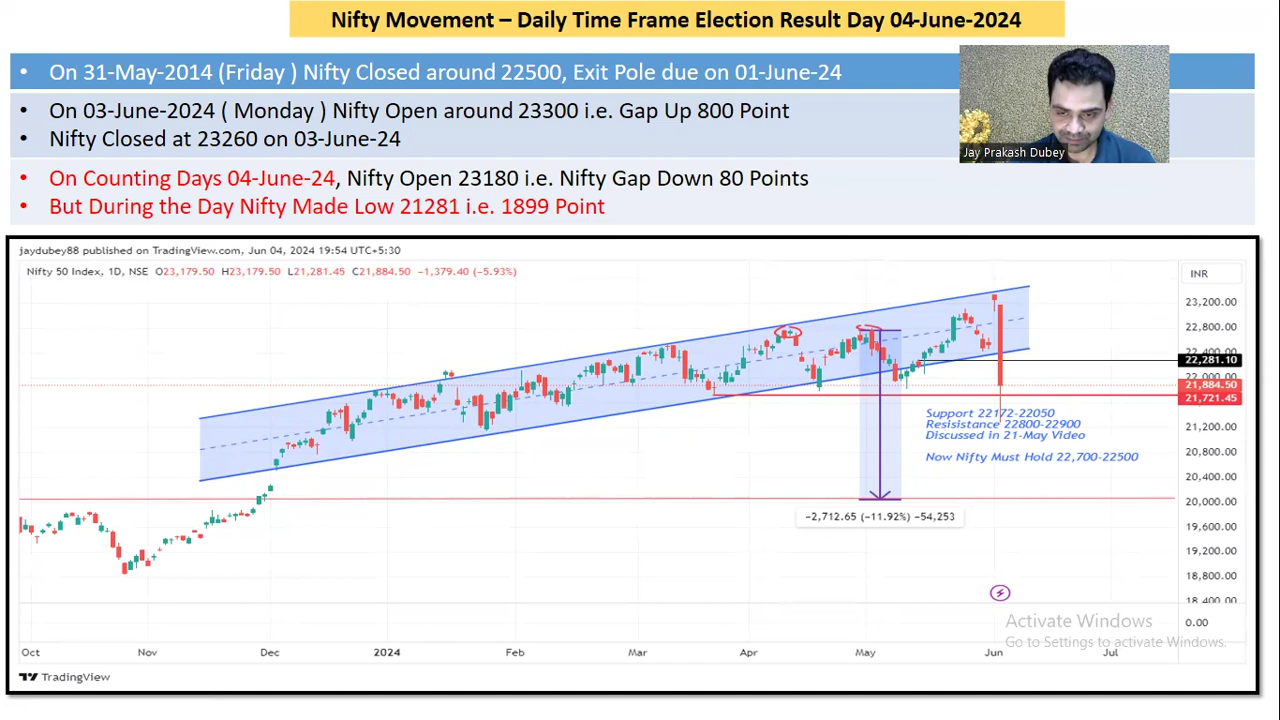 Nifty Movement – Daily Time Frame Election Result Day 04-June-2024
• On 31-May-2014 (Friday ) Nifty Closed around 22500, Exit Pole due on 01-June-24
• On 03-June-2024 ( Monday ) Nifty Open around 23300 i.e. Gap Up 800 Point
• Nifty Closed at 23260 on 03-June-24
Jay Prakash Dubey
• On Counting Days 04-June-24, Nifty Open 23180 i.e. Nifty Gap Down 80 Points
• But During the Day Nifty Made Low 21281 i.e. 1899 Point
jaydubey88 published on TradingView.com, Jun 04, 2024 19:54 UTC+5:30
Nifty 50 Index, 1D, NSE O23,179.50 H23,179.50 L21,281.45 C21,884.50 −1,379.40 (−5.93%)
INR
23,200.00
22,800.00
22,400.00
22,281.10
22,000.00
21,884.50
21,721.45
21,200.00
20,800.00
20,400.00
20,000.00
19,600.00
19,200.00
18,800.00
18,400.00
0.00
Support 22172-22050
Resisistance 22800-22900
Discussed in 21-May Video
Now Nifty Must Hold 22,700-22500
−2,712.65 (−11.92%) −54,253
Activate Windows
Go to Settings to activate Windows.
Oct Nov Dec 2024 Feb Mar Apr May Jun Jul
TradingView